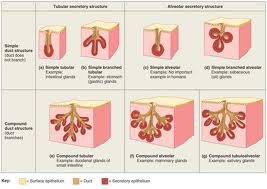 Tubular secretory structure
Alveolar secretory structure
Simple
duct structure
(duct does
not branch)
(a) Simple
tubular
Example:
intestinal glands
(b) Simple branched
tubular
Example: stomach
(gastric) glands
(c) Simple alveolar
Example: No important
example in humans
(d) Simple branched alveolar
Example: sebaceous
(oil) glands
Compound
duct structure
(duct
branches)
(e) Compound tubular
Example: duodenal glands of
small intestine
(f) Compound alveolar
Example: mammary glands
(g) Compound tubuloalveolar
Example: salivary glands
Key:
= Surface epithelium
= Duct
= Secretory epithelium